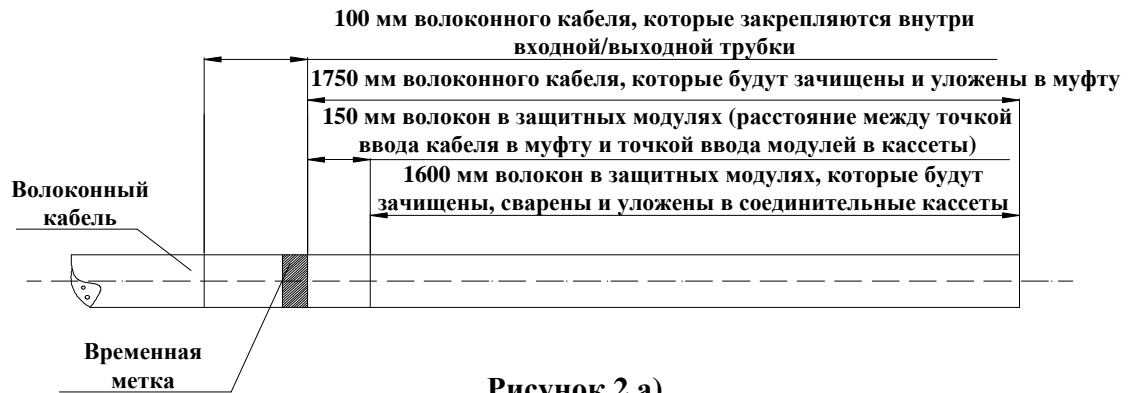 100 мм волоконного кабеля, которые закрепляются внутри
входной/выходной трубки
1750 мм волоконного кабеля, которые будут зачищены и уложены в муфту
150 мм волокон в защитных модулях (расстояние между точкой
ввода кабеля в муфту и точкой ввода модулей в кассеты)
1600 мм волокон в защитных модулях, которые будут
зачищены, сварены и уложены в соединительные кассеты
Волоконный
кабель
Временная
метка
Рисунок 2 а)